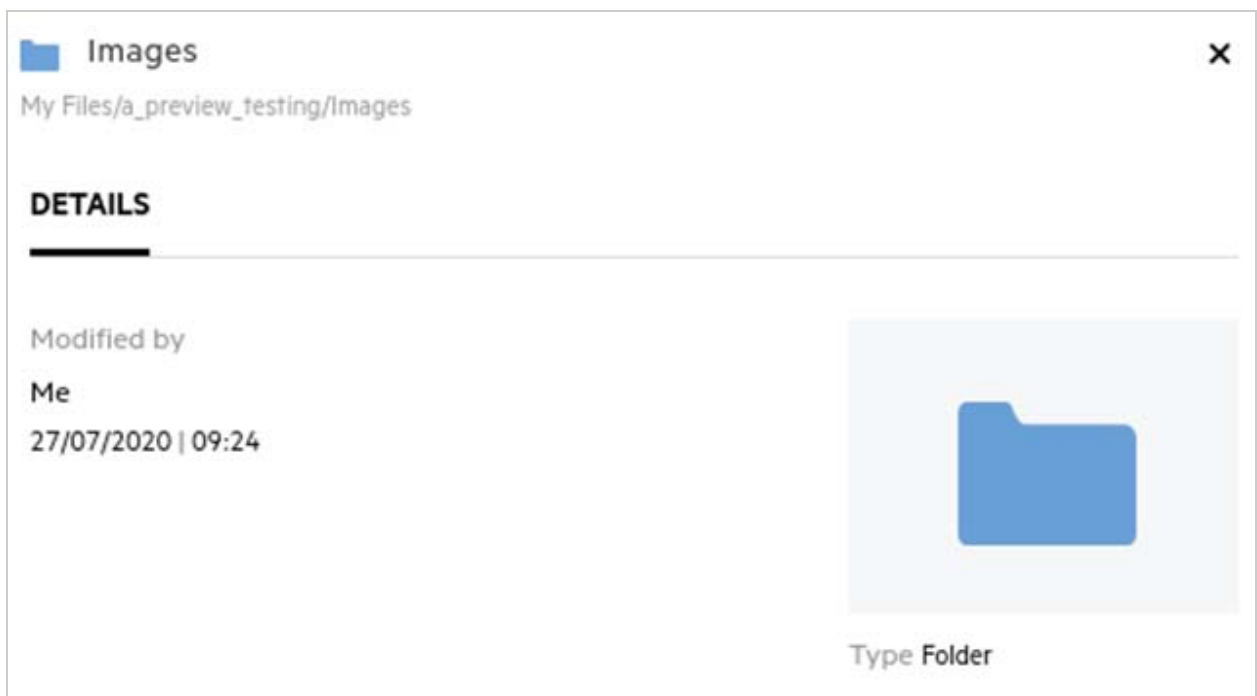 Images
My Files/a_preview_testing/Images
DETAILS
Modified by
Me
27/07/2020 | 09:24
Type Folder